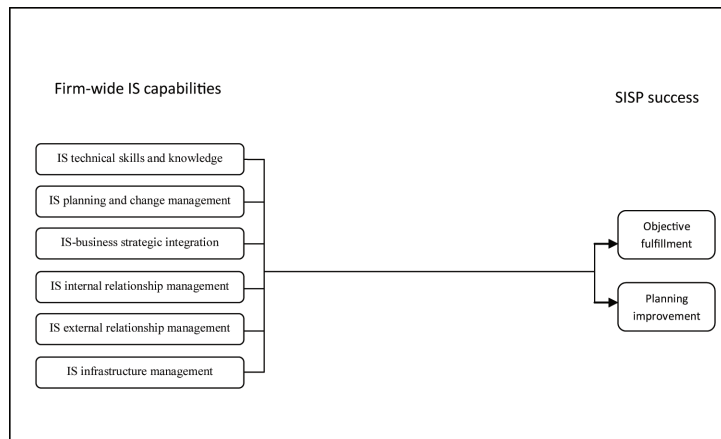 Firm-wide IS capabilities
SISP success
IS technical skills and knowledge
IS planning and change management
IS-business strategic integration
IS internal relationship management
IS external relationship management
IS infrastructure management
Objective
fulfillment
Planning
improvement